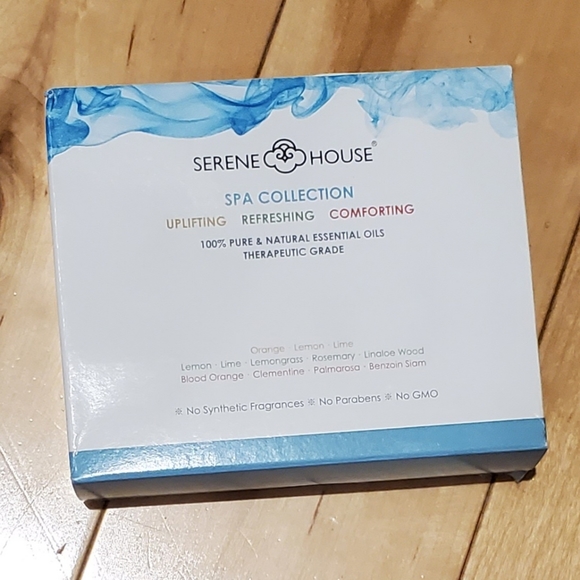 SERENE HOUSE®
SPA COLLECTION
UPLIFTING REFRESHING COMFORTING
100% PURE & NATURAL ESSENTIAL OILS
THERAPEUTIC GRADE
Orange · Lemon · Lime
Lemon · Lime · Lemongrass · Rosemary · Linaloe Wood
Blood Orange · Clementine · Palmarosa · Benzoin Siam
※ No Synthetic Fragrances ※ No Parabens ※ No GMO